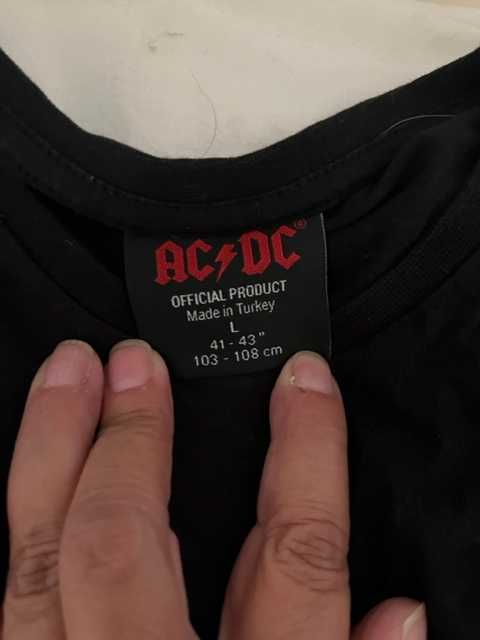 AC⚡DC®
OFFICIAL PRODUCT
Made in Turkey
L
41 - 43"
103 - 108 cm